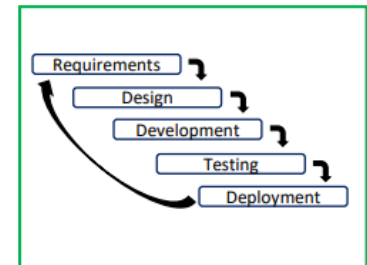 Requirements
Design
Development
Testing
Deployment